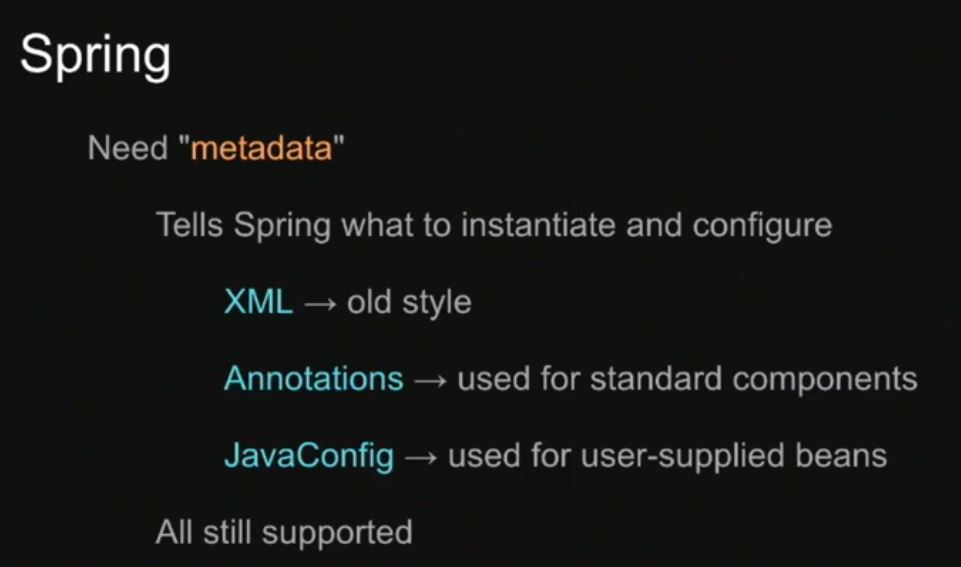 Spring
Need "metadata"
Tells Spring what to instantiate and configure
XML → old style
Annotations → used for standard components
JavaConfig → used for user-supplied beans
All still supported